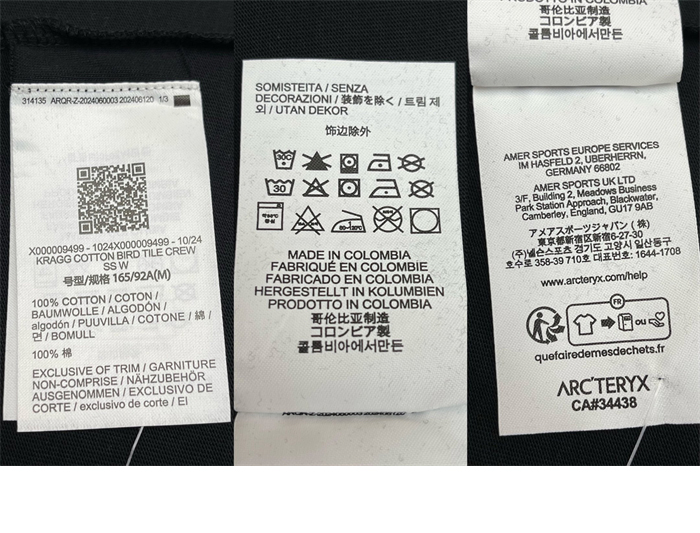 314135 ARQR-Z-2024060003 202406120 1/3
X000009499 - 1024X000009499 - 10/24
KRAGG COTTON BIRD TILE CREW
SS W
号型/规格 165/92A(M)
100% COTTON / COTON /
BAUMWOLLE / ALGODÓN /
algodón / PUUVILLA / COTONE / 綿 /
면 / BOMULL
100% 棉
EXCLUSIVE OF TRIM / GARNITURE
NON-COMPRISE / NÄHZUBEHÖR
AUSGENOMMEN / EXCLUSIVO DE
CORTE / exclusivo de corte / EI
SOMISTEITA / SENZA
DECORAZIONI / 装飾を除く / 트림 제
외 / UTAN DEKOR
饰边除外
30
MADE IN COLOMBIA
FABRIQUÉ EN COLOMBIE
FABRICADO EN COLOMBIA
HERGESTELLT IN KOLUMBIEN
PRODOTTO IN COLOMBIA
哥伦比亚制造
コロンビア製
콜롬비아에서만든
PRODOTTO IN COLOMBIA
哥伦比亚制造
コロンビア製
콜롬비아에서만든
AMER SPORTS EUROPE SERVICES
IM HASFELD 2, UBERHERRN,
GERMANY 66802
AMER SPORTS UK LTD
3/F, Building 2, Meadows Business
Park Station Approach, Blackwater,
Camberley, England, GU17 9AB
アメアスポーツジャパン ( 株)
東京都新宿区新宿6-27-30
(주)넬슨스포츠 경기도 고양시 일산동구
호수로 358-39 710호 대표번호: 1644-1708
www.arcteryx.com/help
FR
OU
quefairedemesdechets.fr
ARC'TERYX
CA#34438